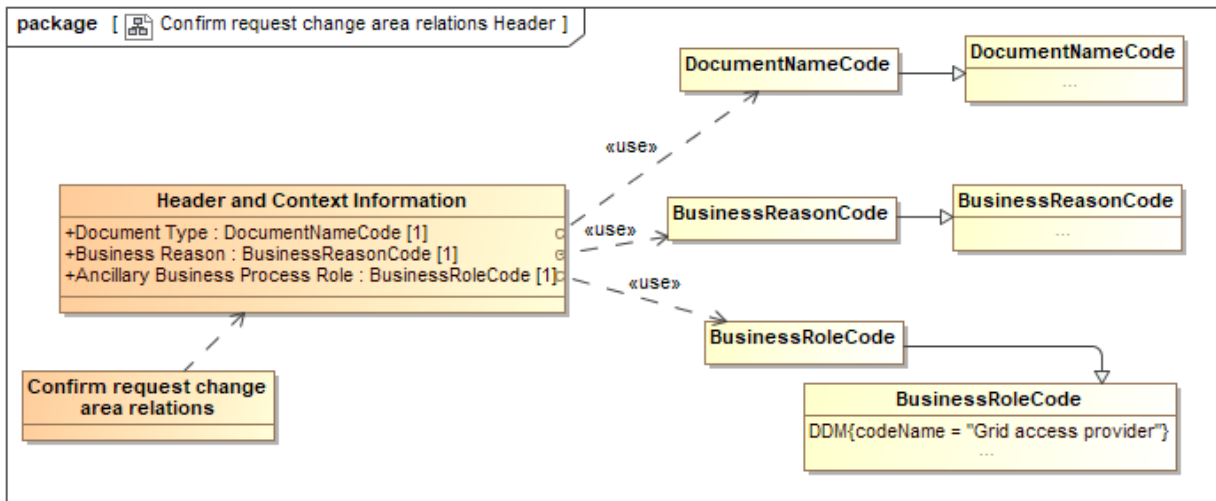 package [ Confirm request change area relations Header ]
DocumentNameCode
DocumentNameCode
...
«use»
Header and Context Information
+Document Type : DocumentNameCode [1]
+Business Reason : BusinessReasonCode [1]
+Ancillary Business Process Role : BusinessRoleCode [1]
«use»
BusinessReasonCode
BusinessReasonCode
...
«use»
BusinessRoleCode
Confirm request change
area relations
BusinessRoleCode
DDM{codeName = "Grid access provider"}
...